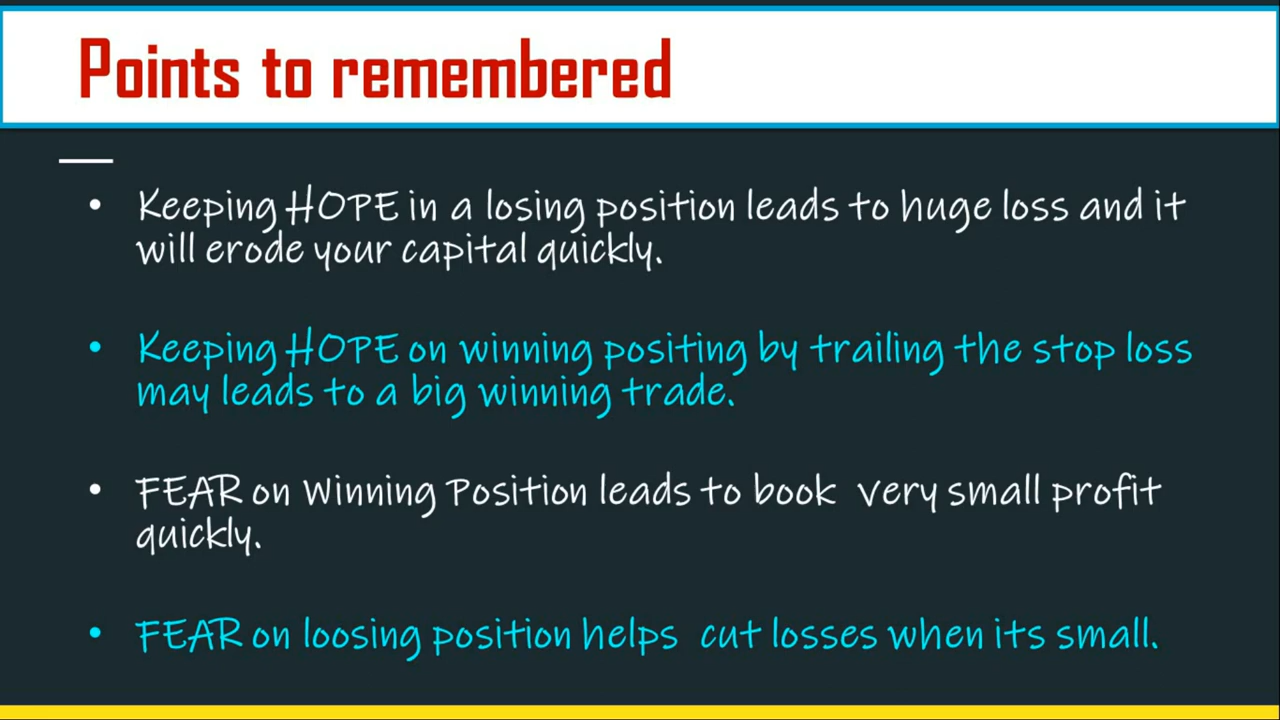 Points to remembered
• Keeping HOPE in a losing position leads to huge loss and it
will erode your capital quickly.
• Keeping HOPE on winning positing by trailing the stop loss
may leads to a big winning trade.
• FEAR on Winning Position leads to book very small profit
quickly.
• FEAR on loosing position helps cut losses when its small.